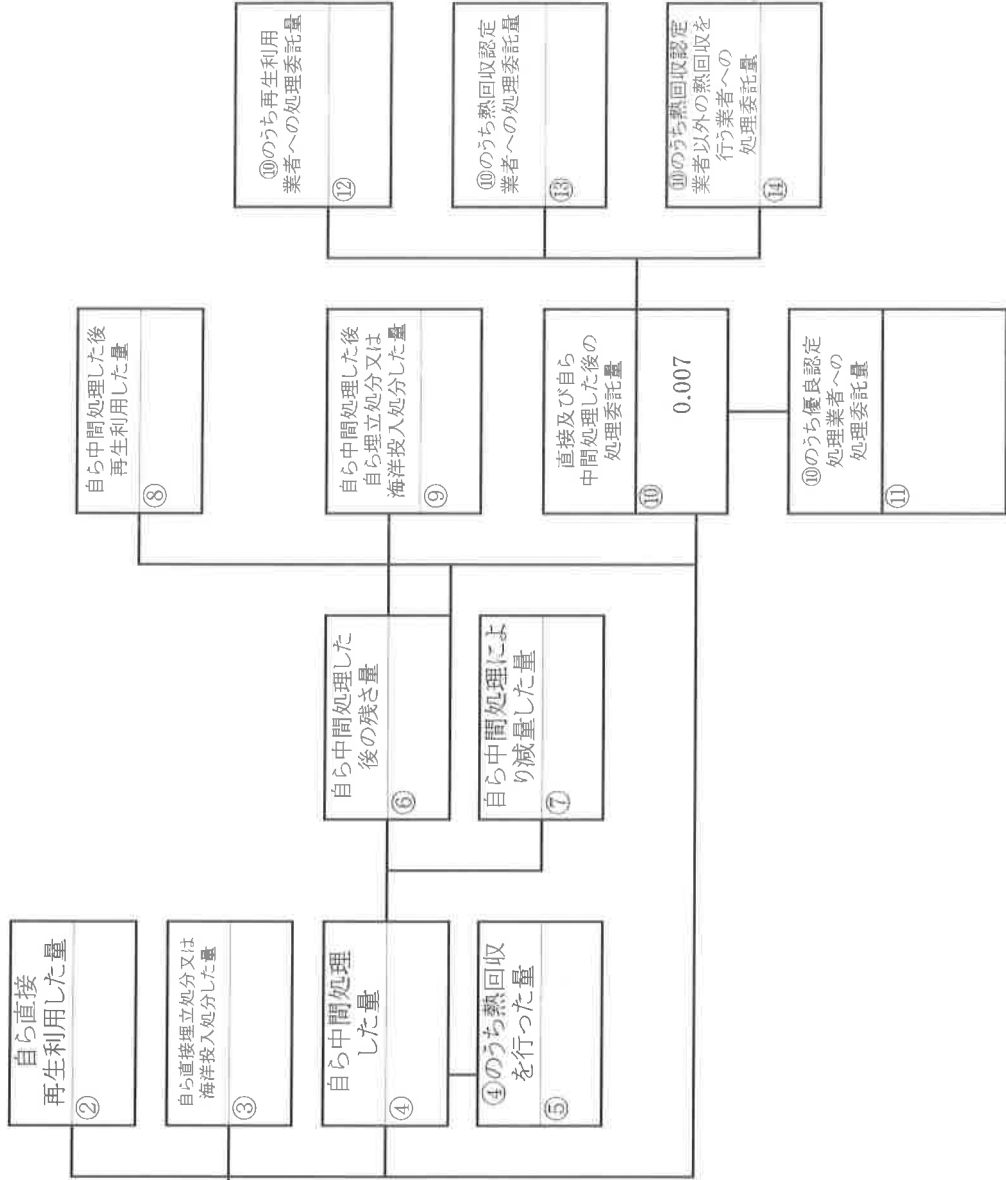 自ら直接
再生利用した量
②
自ら直接埋立処分又は
海洋投入処分した量
③
自ら中間処理
した量
④
④のうち熱回収
を行った量
⑤
自ら中間処理した
後の残さ量
⑥
自ら中間処理によ
り減量した量
⑦
自ら中間処理した後
再生利用した量
⑧
自ら中間処理した後
自ら埋立処分又は
海洋投入処分した量
⑨
直接及び自ら
中間処理した後の
処理委託量
⑩
0.007
⑩のうち優良認定
処理業者への
処理委託量
⑪
⑩のうち再生利用
業者への処理委託量
⑫
⑩のうち熱回収認定
業者への処理委託量
⑬
⑩のうち熱回収認定
業者以外の熱回収を
行う業者への
処理委託量
⑭